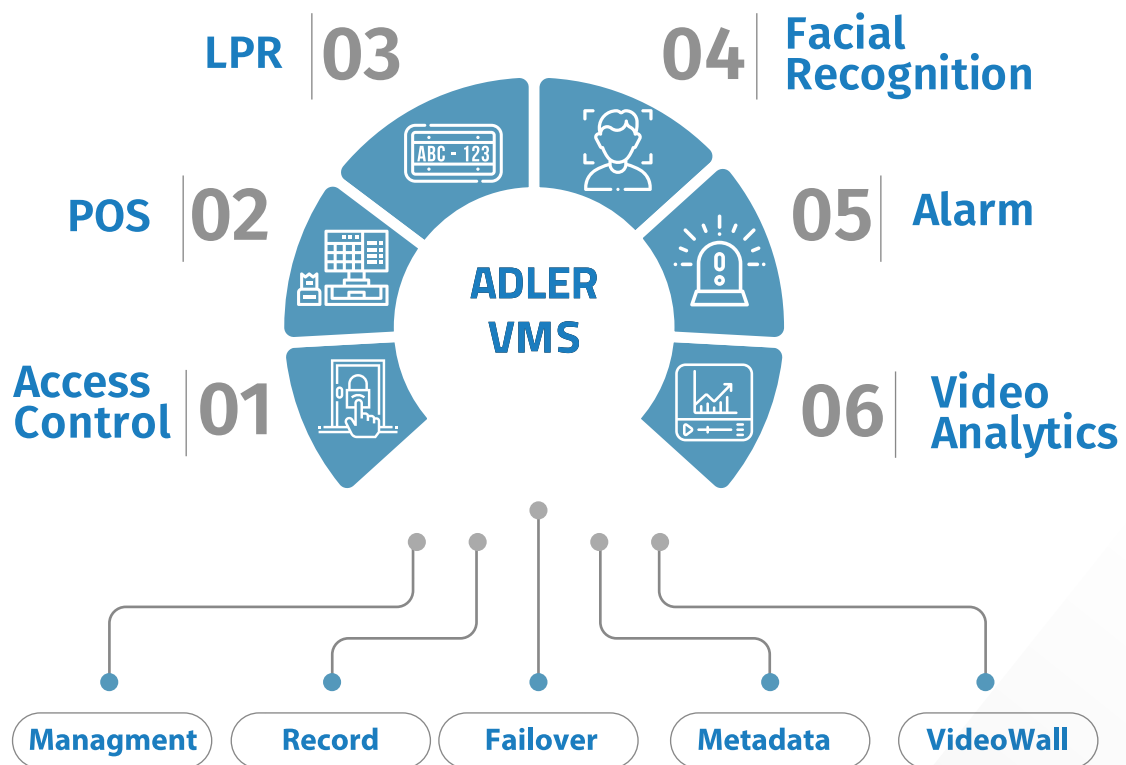 LPR
03
04
Facial
Recognition
ABC - 123
POS
02
05
Alarm
ADLER
VMS
Access
Control
01
06
Video
Analytics
Managment
Record
Failover
Metadata
VideoWall